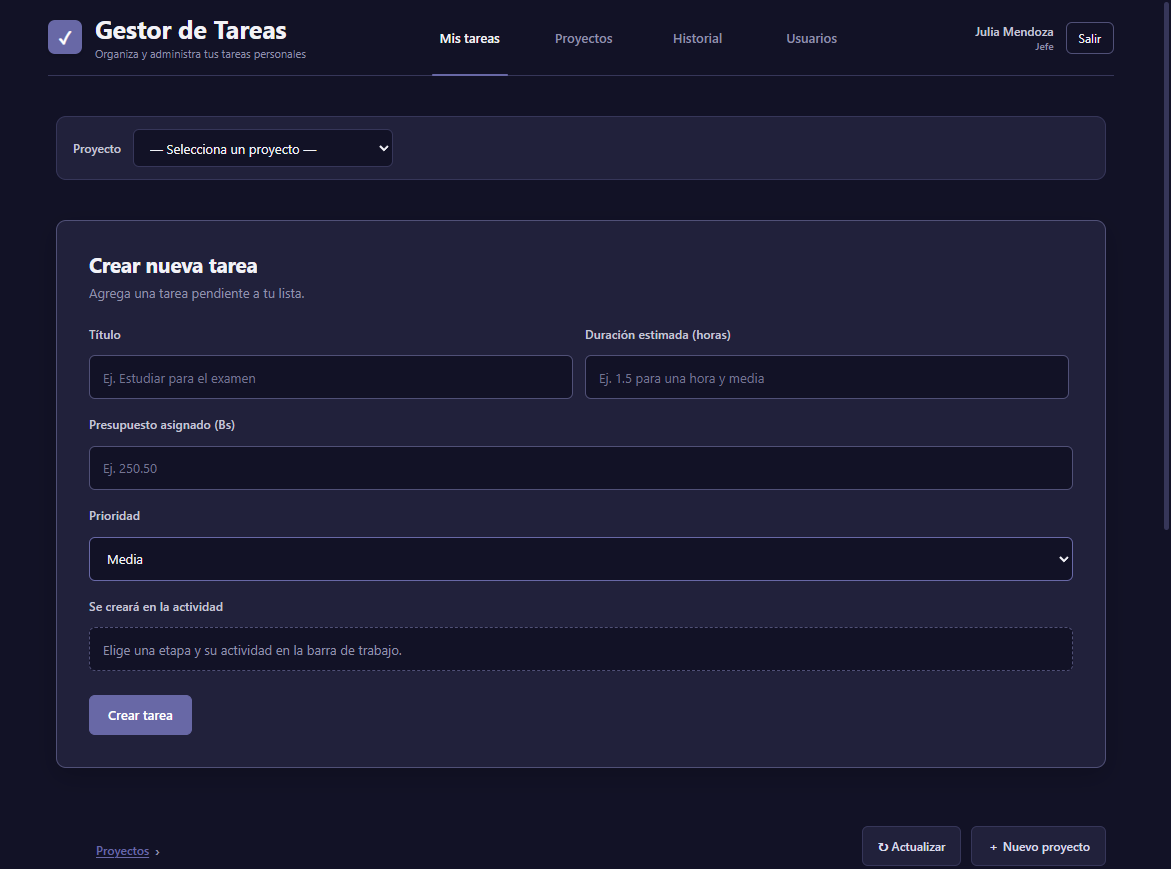 Gestor de Tareas
Organiza y administra tus tareas personales
Mis tareas
Proyectos
Historial
Usuarios
Julia Mendoza
Jefe
Salir
Proyecto
— Selecciona un proyecto —
Crear nueva tarea
Agrega una tarea pendiente a tu lista.
Título
Duración estimada (horas)
Ej. Estudiar para el examen
Ej. 1.5 para una hora y media
Presupuesto asignado (Bs)
Ej. 250.50
Prioridad
Media
Se creará en la actividad
Elige una etapa y su actividad en la barra de trabajo.
Crear tarea
Proyectos ›
↻ Actualizar
+ Nuevo proyecto